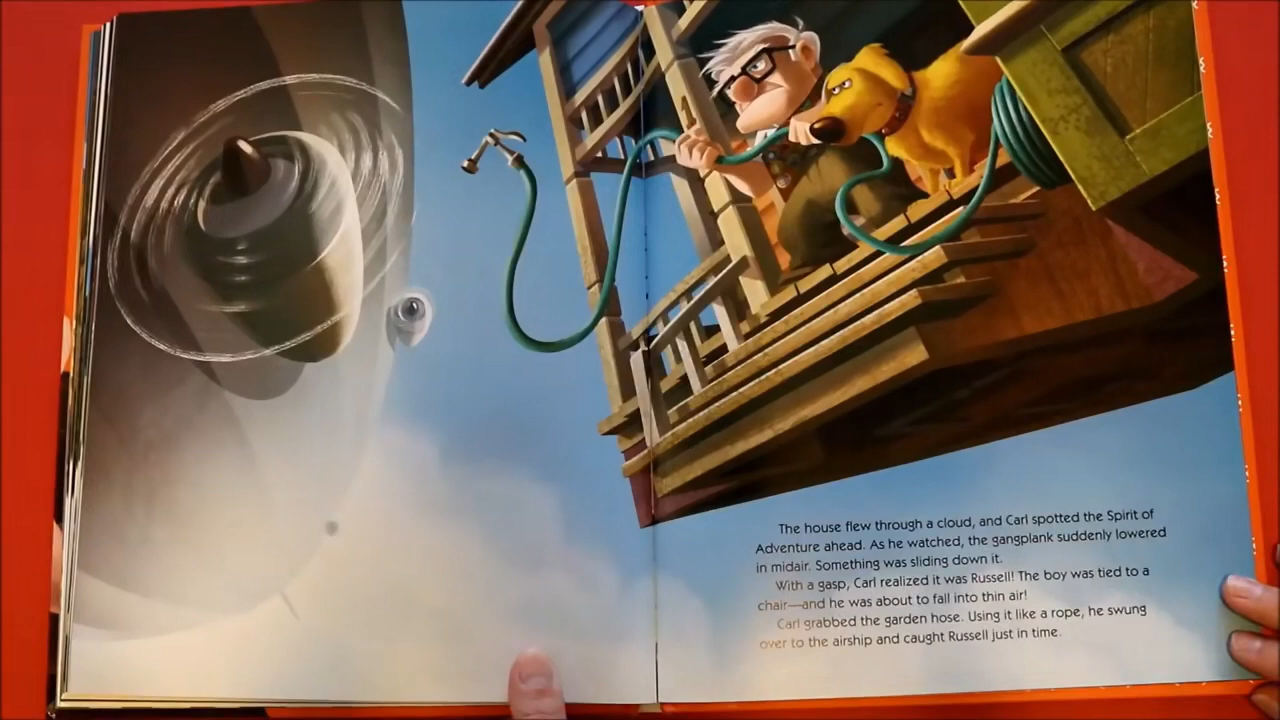 The house flew through a cloud, and Carl spotted the Spirit of
Adventure ahead. As he watched, the gangplank suddenly lowered
in midair. Something was sliding down it.
With a gasp, Carl realized it was Russell! The boy was tied to a
chair—and he was about to fall into thin air!
Carl grabbed the garden hose. Using it like a rope, he swung
over to the airship and caught Russell just in time.